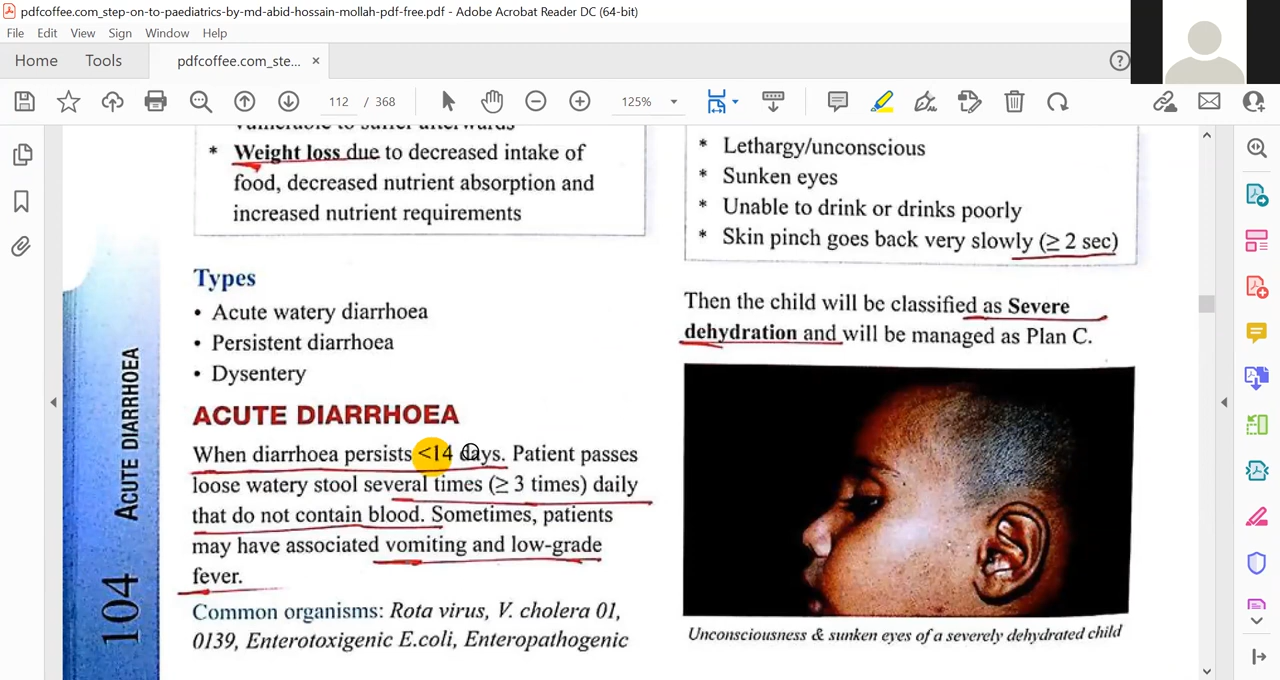 pdfcoffee.com_step-on-to-paediatrics-by-md-abid-hossain-mollah-pdf-free.pdf - Adobe Acrobat Reader DC (64-bit)
File Edit View Sign Window Help
Home Tools pdfcoffee.com_ste... ×
112 / 368 125%
vulnerable to suffer afterwards
* Weight loss due to decreased intake of
food, decreased nutrient absorption and
increased nutrient requirements
Types
• Acute watery diarrhoea
• Persistent diarrhoea
• Dysentery
ACUTE DIARRHOEA
When diarrhoea persists <14 days. Patient passes
loose watery stool several times (≥ 3 times) daily
that do not contain blood. Sometimes, patients
may have associated vomiting and low-grade
fever.
Common organisms: Rota virus, V. cholera 01,
0139, Enterotoxigenic E.coli, Enteropathogenic
* Lethargy/unconscious
* Sunken eyes
* Unable to drink or drinks poorly
* Skin pinch goes back very slowly (≥ 2 sec)
Then the child will be classified as Severe
dehydration and will be managed as Plan C.
Unconsciousness & sunken eyes of a severely dehydrated child
104 ACUTE DIARRHOEA